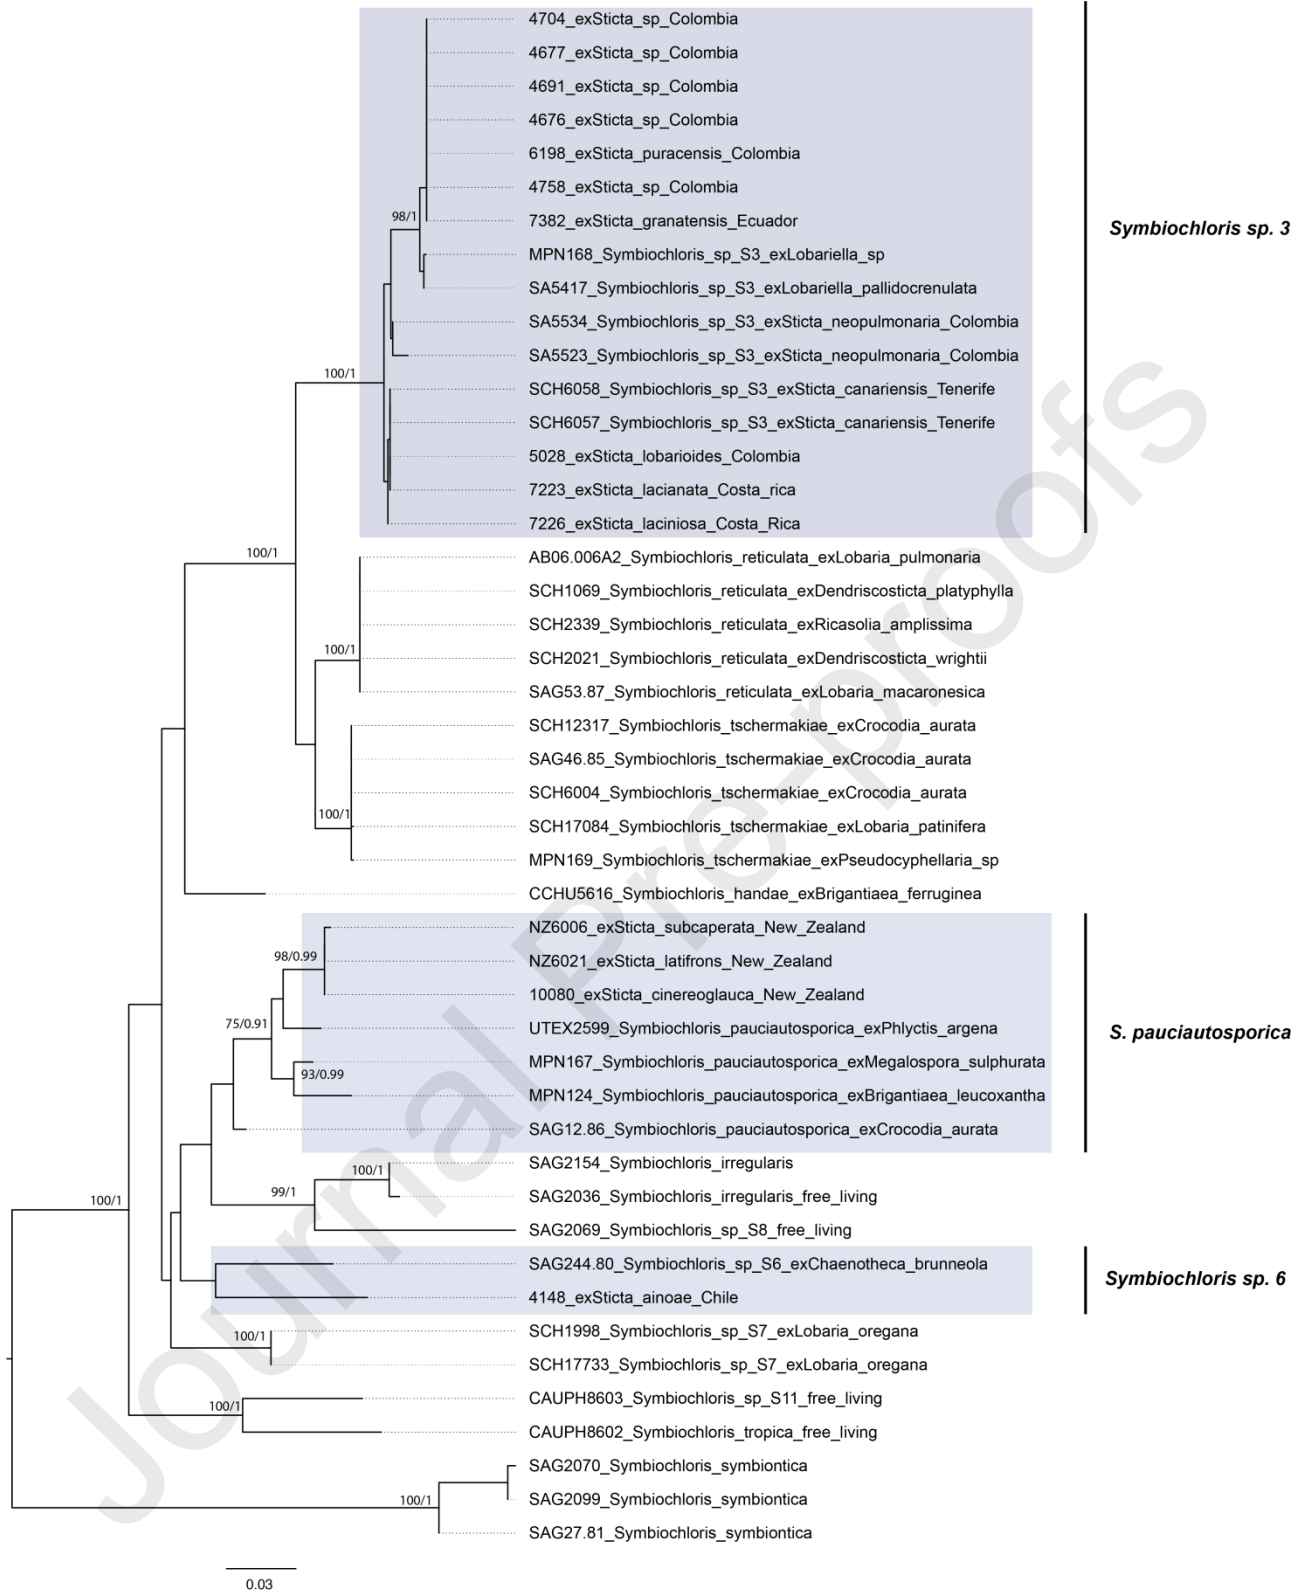 4704_exSticta_sp_Colombia
4677_exSticta_sp_Colombia
4691_exSticta_sp_Colombia
4676_exSticta_sp_Colombia
6198_exSticta_puracensis_Colombia
4758_exSticta_sp_Colombia
98/1
7382_exSticta_granatensis_Ecuador
Symbiochloris sp. 3
MPN168_Symbiochloris_sp_S3_exLobariella_sp
SA5417_Symbiochloris_sp_S3_exLobariella_pallidocrenulata
SA5534_Symbiochloris_sp_S3_exSticta_neopulmonaria_Colombia
SA5523_Symbiochloris_sp_S3_exSticta_neopulmonaria_Colombia
100/1
SCH6058_Symbiochloris_sp_S3_exSticta_canariensis_Tenerife
SCH6057_Symbiochloris_sp_S3_exSticta_canariensis_Tenerife
5028_exSticta_lobarioides_Colombia
7223_exSticta_lacianata_Costa_rica
7226_exSticta_laciniosa_Costa_Rica
100/1
AB06.006A2_Symbiochloris_reticulata_exLobaria_pulmonaria
SCH1069_Symbiochloris_reticulata_exDendriscosticta_platyphylla
SCH2339_Symbiochloris_reticulata_exRicasolia_amplissima
100/1
SCH2021_Symbiochloris_reticulata_exDendriscosticta_wrightii
SAG53.87_Symbiochloris_reticulata_exLobaria_macaronesica
SCH12317_Symbiochloris_tschermakiae_exCrocodia_aurata
SAG46.85_Symbiochloris_tschermakiae_exCrocodia_aurata
SCH6004_Symbiochloris_tschermakiae_exCrocodia_aurata
100/1
SCH17084_Symbiochloris_tschermakiae_exLobaria_patinifera
MPN169_Symbiochloris_tschermakiae_exPseudocyphellaria_sp
CCHU5616_Symbiochloris_handae_exBrigantiaea_ferruginea
NZ6006_exSticta_subcaperata_New_Zealand
98/0.99
NZ6021_exSticta_latifrons_New_Zealand
10080_exSticta_cinereoglauca_New_Zealand
75/0.91
UTEX2599_Symbiochloris_pauciautosporica_exPhlyctis_argena
S. pauciautosporica
MPN167_Symbiochloris_pauciautosporica_exMegalospora_sulphurata
93/0.99
MPN124_Symbiochloris_pauciautosporica_exBrigantiaea_leucoxantha
SAG12.86_Symbiochloris_pauciautosporica_exCrocodia_aurata
SAG2154_Symbiochloris_irregularis
100/1
99/1
SAG2036_Symbiochloris_irregularis_free_living
100/1
SAG2069_Symbiochloris_sp_S8_free_living
SAG244.80_Symbiochloris_sp_S6_exChaenotheca_brunneola
Symbiochloris sp. 6
4148_exSticta_ainoae_Chile
100/1
SCH1998_Symbiochloris_sp_S7_exLobaria_oregana
SCH17733_Symbiochloris_sp_S7_exLobaria_oregana
CAUPH8603_Symbiochloris_sp_S11_free_living
100/1
CAUPH8602_Symbiochloris_tropica_free_living
SAG2070_Symbiochloris_symbiontica
100/1
SAG2099_Symbiochloris_symbiontica
SAG27.81_Symbiochloris_symbiontica
0.03
Journal Pre-proofs